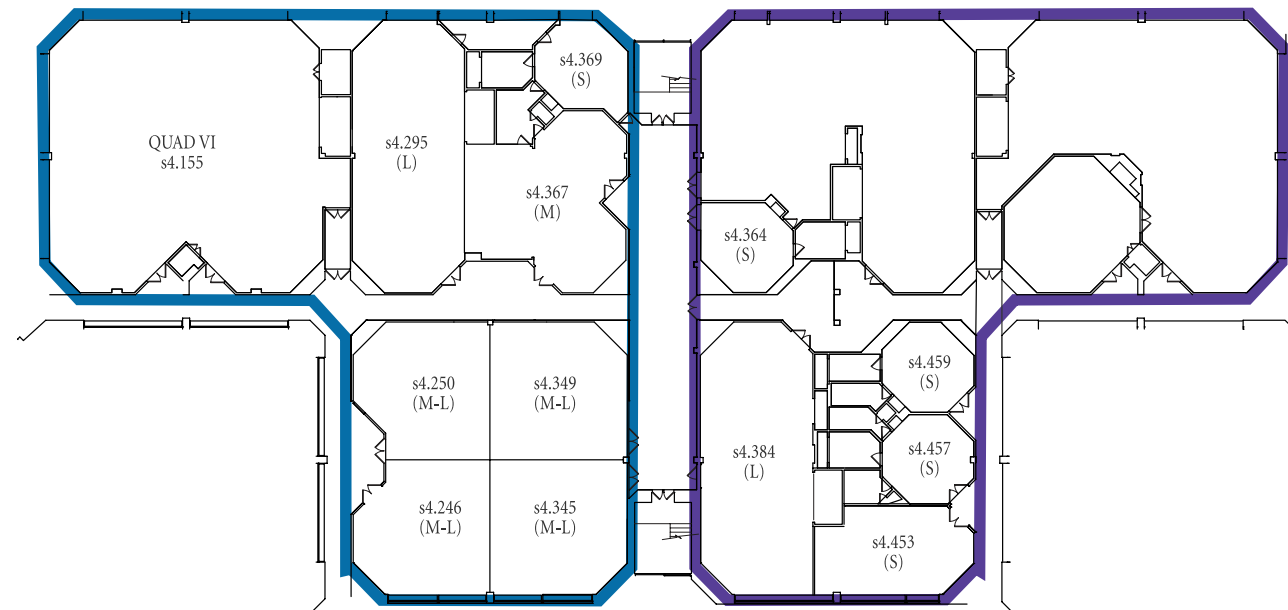 QUAD VI
s4.155
s4.295
(L)
s4.369
(S)
s4.367
(M)
s4.364
(S)
s4.250
(M-L)
s4.349
(M-L)
s4.246
(M-L)
s4.345
(M-L)
s4.384
(L)
s4.459
(S)
s4.457
(S)
s4.453
(S)